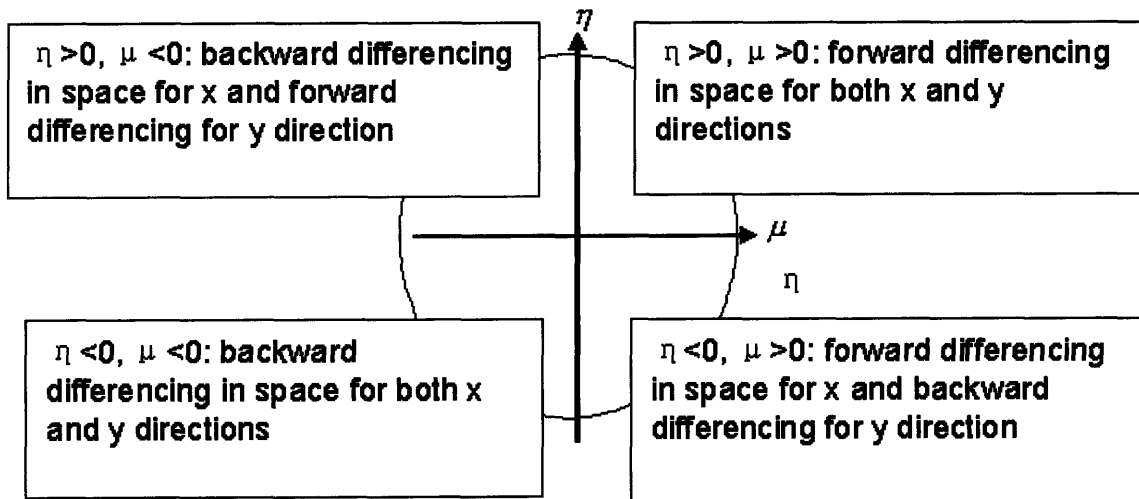 η
η >0, μ <0: backward differencing
in space for x and forward
differencing for y direction
η >0, μ >0: forward differencing
in space for both x and y
directions
μ
η
η <0, μ <0: backward
differencing in space for both x
and y directions
η <0, μ >0: forward differencing
in space for x and backward
differencing for y direction